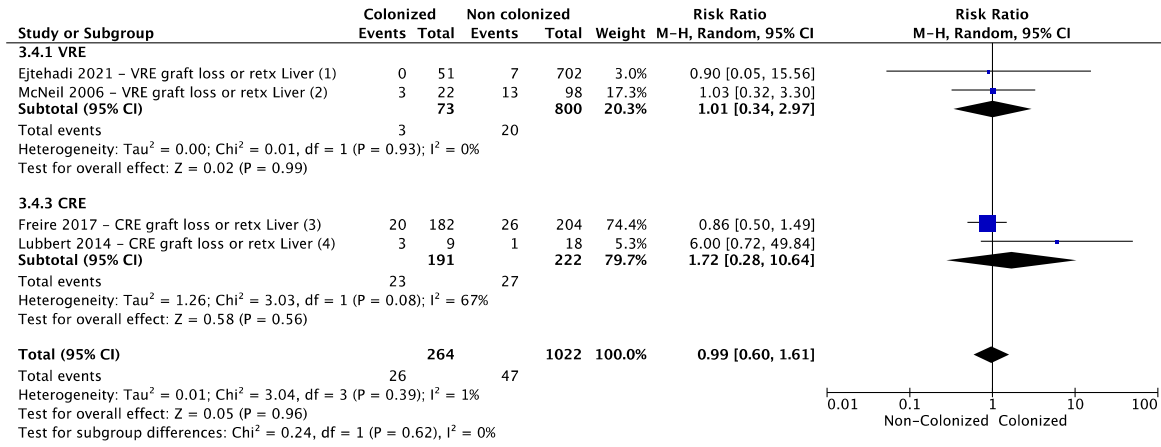 Colonized Non colonized Risk Ratio Risk Ratio
Study or Subgroup Events Total Events Total Weight M-H, Random, 95% CI M-H, Random, 95% CI
3.4.1 VRE
Ejtehadi 2021 – VRE graft loss or retx Liver (1) 0 51 7 702 3.0% 0.90 [0.05, 15.56]
McNeil 2006 – VRE graft loss or retx Liver (2) 3 22 13 98 17.3% 1.03 [0.32, 3.30]
Subtotal (95% CI) 73 800 20.3% 1.01 [0.34, 2.97]
Total events 3 20
Heterogeneity: Tau² = 0.00; Chi² = 0.01, df = 1 (P = 0.93); I² = 0%
Test for overall effect: Z = 0.02 (P = 0.99)
3.4.3 CRE
Freire 2017 – CRE graft loss or retx Liver (3) 20 182 26 204 74.4% 0.86 [0.50, 1.49]
Lubbert 2014 – CRE graft loss or retx Liver (4) 3 9 1 18 5.3% 6.00 [0.72, 49.84]
Subtotal (95% CI) 191 222 79.7% 1.72 [0.28, 10.64]
Total events 23 27
Heterogeneity: Tau² = 1.26; Chi² = 3.03, df = 1 (P = 0.08); I² = 67%
Test for overall effect: Z = 0.58 (P = 0.56)
Total (95% CI) 264 1022 100.0% 0.99 [0.60, 1.61]
Total events 26 47
Heterogeneity: Tau² = 0.01; Chi² = 3.04, df = 3 (P = 0.39); I² = 1%
Test for overall effect: Z = 0.05 (P = 0.96)
Test for subgroup differences: Chi² = 0.24, df = 1 (P = 0.62), I² = 0%
0.01 0.1 1 10 100
Non-Colonized Colonized